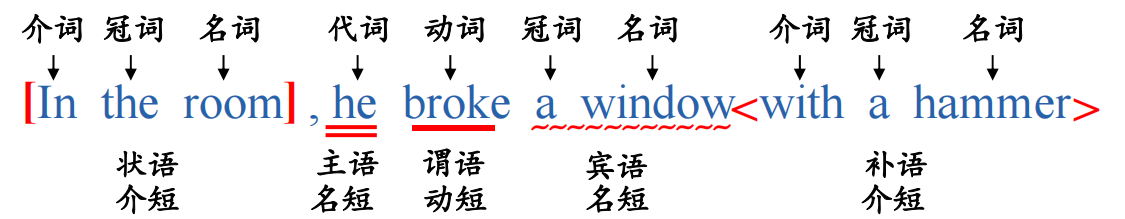 介词 冠词 名词 代词 动词 冠词 名词 介词 冠词 名词
[In the room] , he broke a window<with a hammer>
状语 主语 谓语 宾语 补语
介短 名短 动短 名短 介短